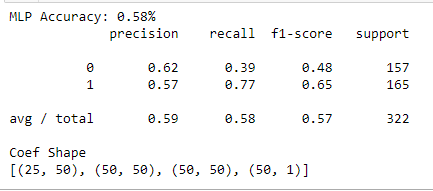 MLP Accuracy: 0.58%
precision recall f1-score support
0 0.62 0.39 0.48 157
1 0.57 0.77 0.65 165
avg / total 0.59 0.58 0.57 322
Coef Shape
[(25, 50), (50, 50), (50, 50), (50, 1)]